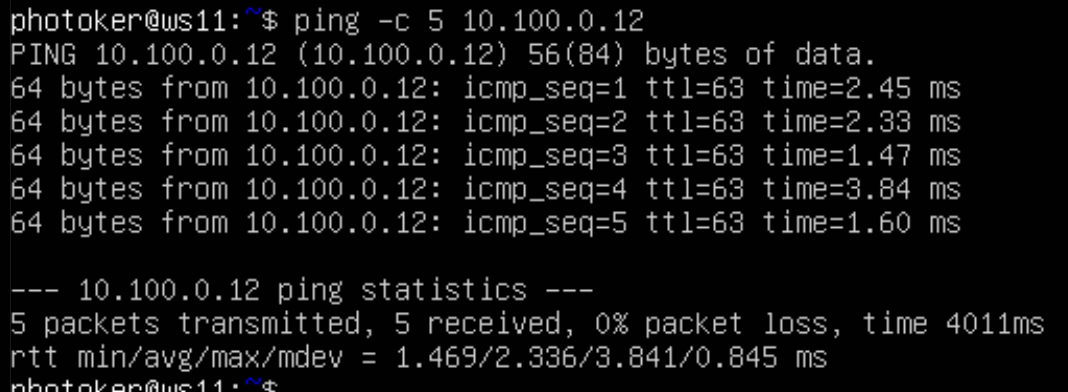 photoker@ws11:~$ ping -c 5 10.100.0.12
PING 10.100.0.12 (10.100.0.12) 56(84) bytes of data.
64 bytes from 10.100.0.12: icmp_seq=1 ttl=63 time=2.45 ms
64 bytes from 10.100.0.12: icmp_seq=2 ttl=63 time=2.33 ms
64 bytes from 10.100.0.12: icmp_seq=3 ttl=63 time=1.47 ms
64 bytes from 10.100.0.12: icmp_seq=4 ttl=63 time=3.84 ms
64 bytes from 10.100.0.12: icmp_seq=5 ttl=63 time=1.60 ms
--- 10.100.0.12 ping statistics ---
5 packets transmitted, 5 received, 0% packet loss, time 4011ms
rtt min/avg/max/mdev = 1.469/2.336/3.841/0.845 ms
photoker@ws11:~$